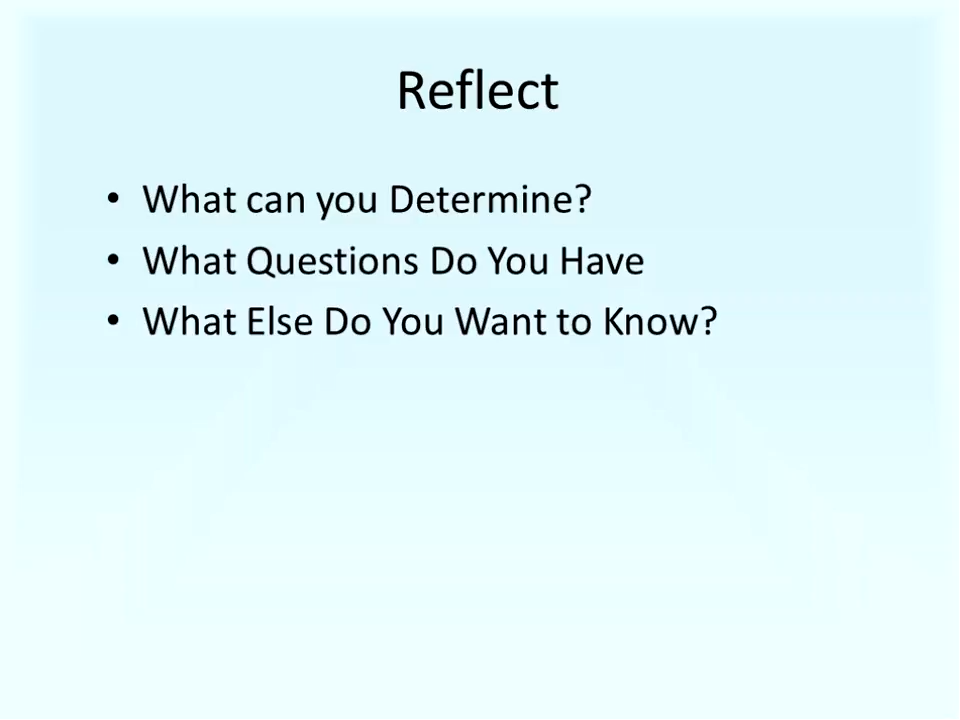 Reflect
• What can you Determine?
• What Questions Do You Have
• What Else Do You Want to Know?